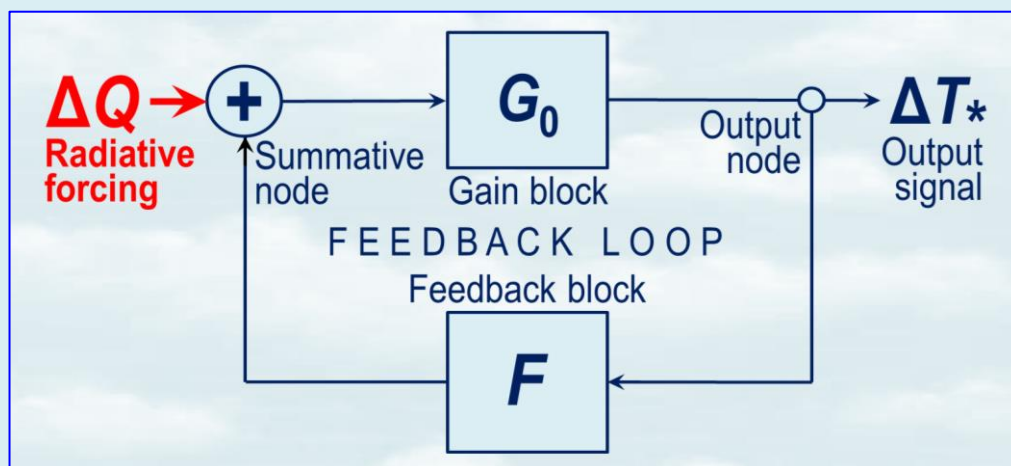 ΔQ
Radiative
forcing
+
Summative
node
G₀
Gain block
Output
node
ΔT*
Output
signal
FEEDBACK LOOP
Feedback block
F